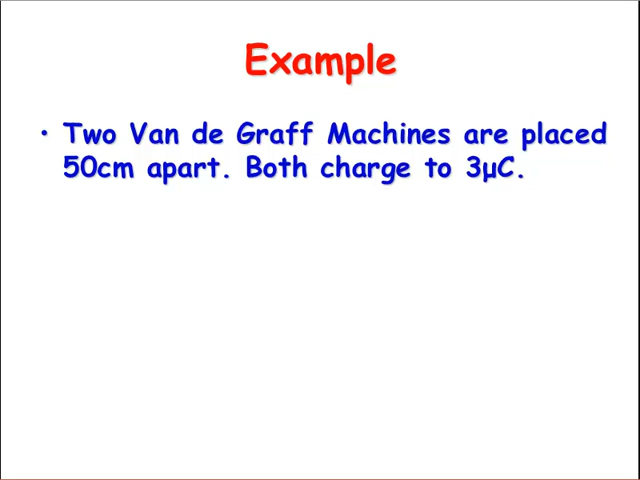 Example
• Two Van de Graff Machines are placed
50cm apart. Both charge to 3µC.